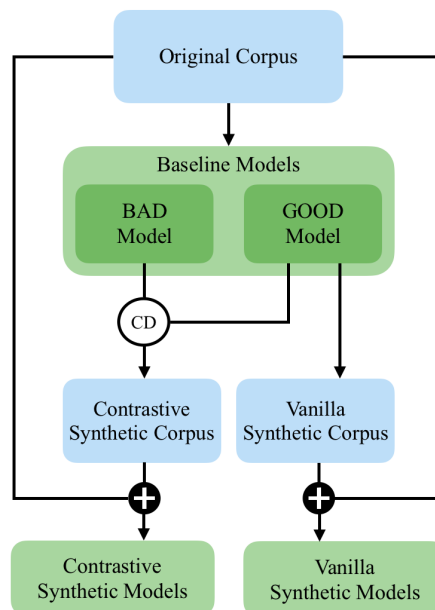 Original Corpus
Baseline Models
BAD
Model
GOOD
Model
CD
Contrastive
Synthetic Corpus
Vanilla
Synthetic Corpus
Contrastive
Synthetic Models
Vanilla
Synthetic Models